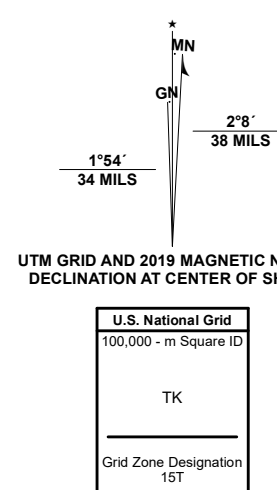 MN
GN
2°8´
38 MILS
1°54´
34 MILS
UTM GRID AND 2019 MAGNETIC
DECLINATION AT CENTER OF
U.S. National Grid
100,000 - m Square ID
TK
Grid Zone Designation
15T